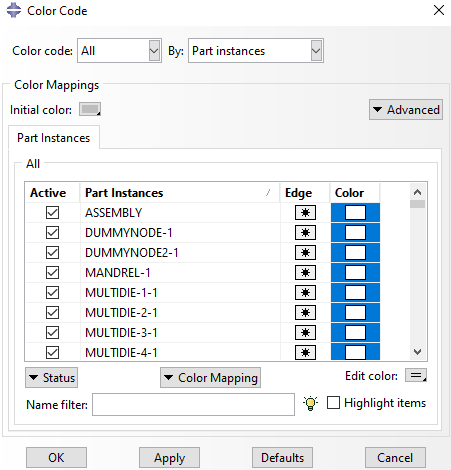 Color Code
Color code: All By: Part instances
Color Mappings
Initial color: Advanced
Part Instances
All
Active Part Instances Edge Color
ASSEMBLY
DUMMYNODE-1
DUMMYNODE2-1
MANDREL-1
MULTIDIE-1-1
MULTIDIE-2-1
MULTIDIE-3-1
MULTIDIE-4-1
Status Color Mapping Edit color:
Name filter: Highlight items
OK Apply Defaults Cancel